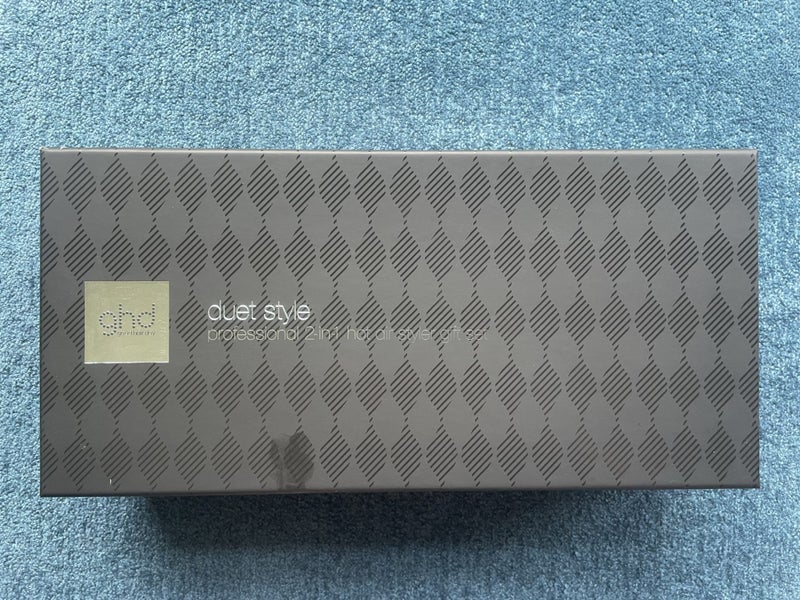 ghd
duet style
professional 2-in-1 hot air styler gift set